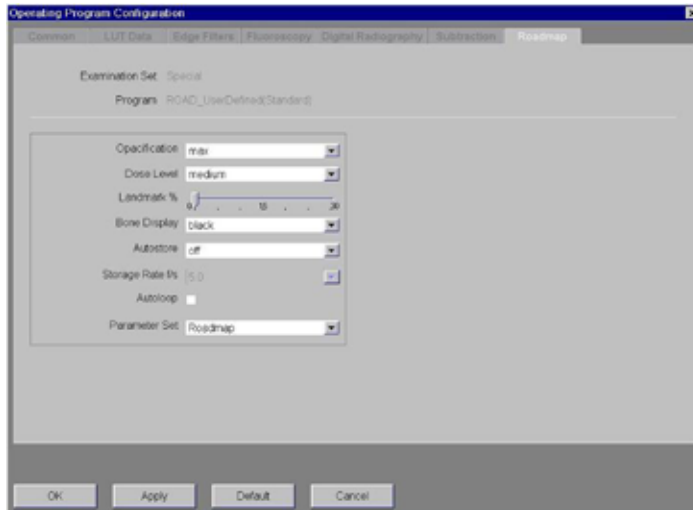 Operating Program Configuration
Common LUT Data Edge Filters Fluoroscopy Digital Radiography Subtraction Roadmap
Examination Set Special
Program ROAD_UserDefined(Standard)
Opacification max
Dose Level medium
Landmark %
0 15 30
Bone Display black
Autostore off
Storage Rate f/s 5.0
Autoloop
Parameter Set Roadmap
OK Apply Default Cancel